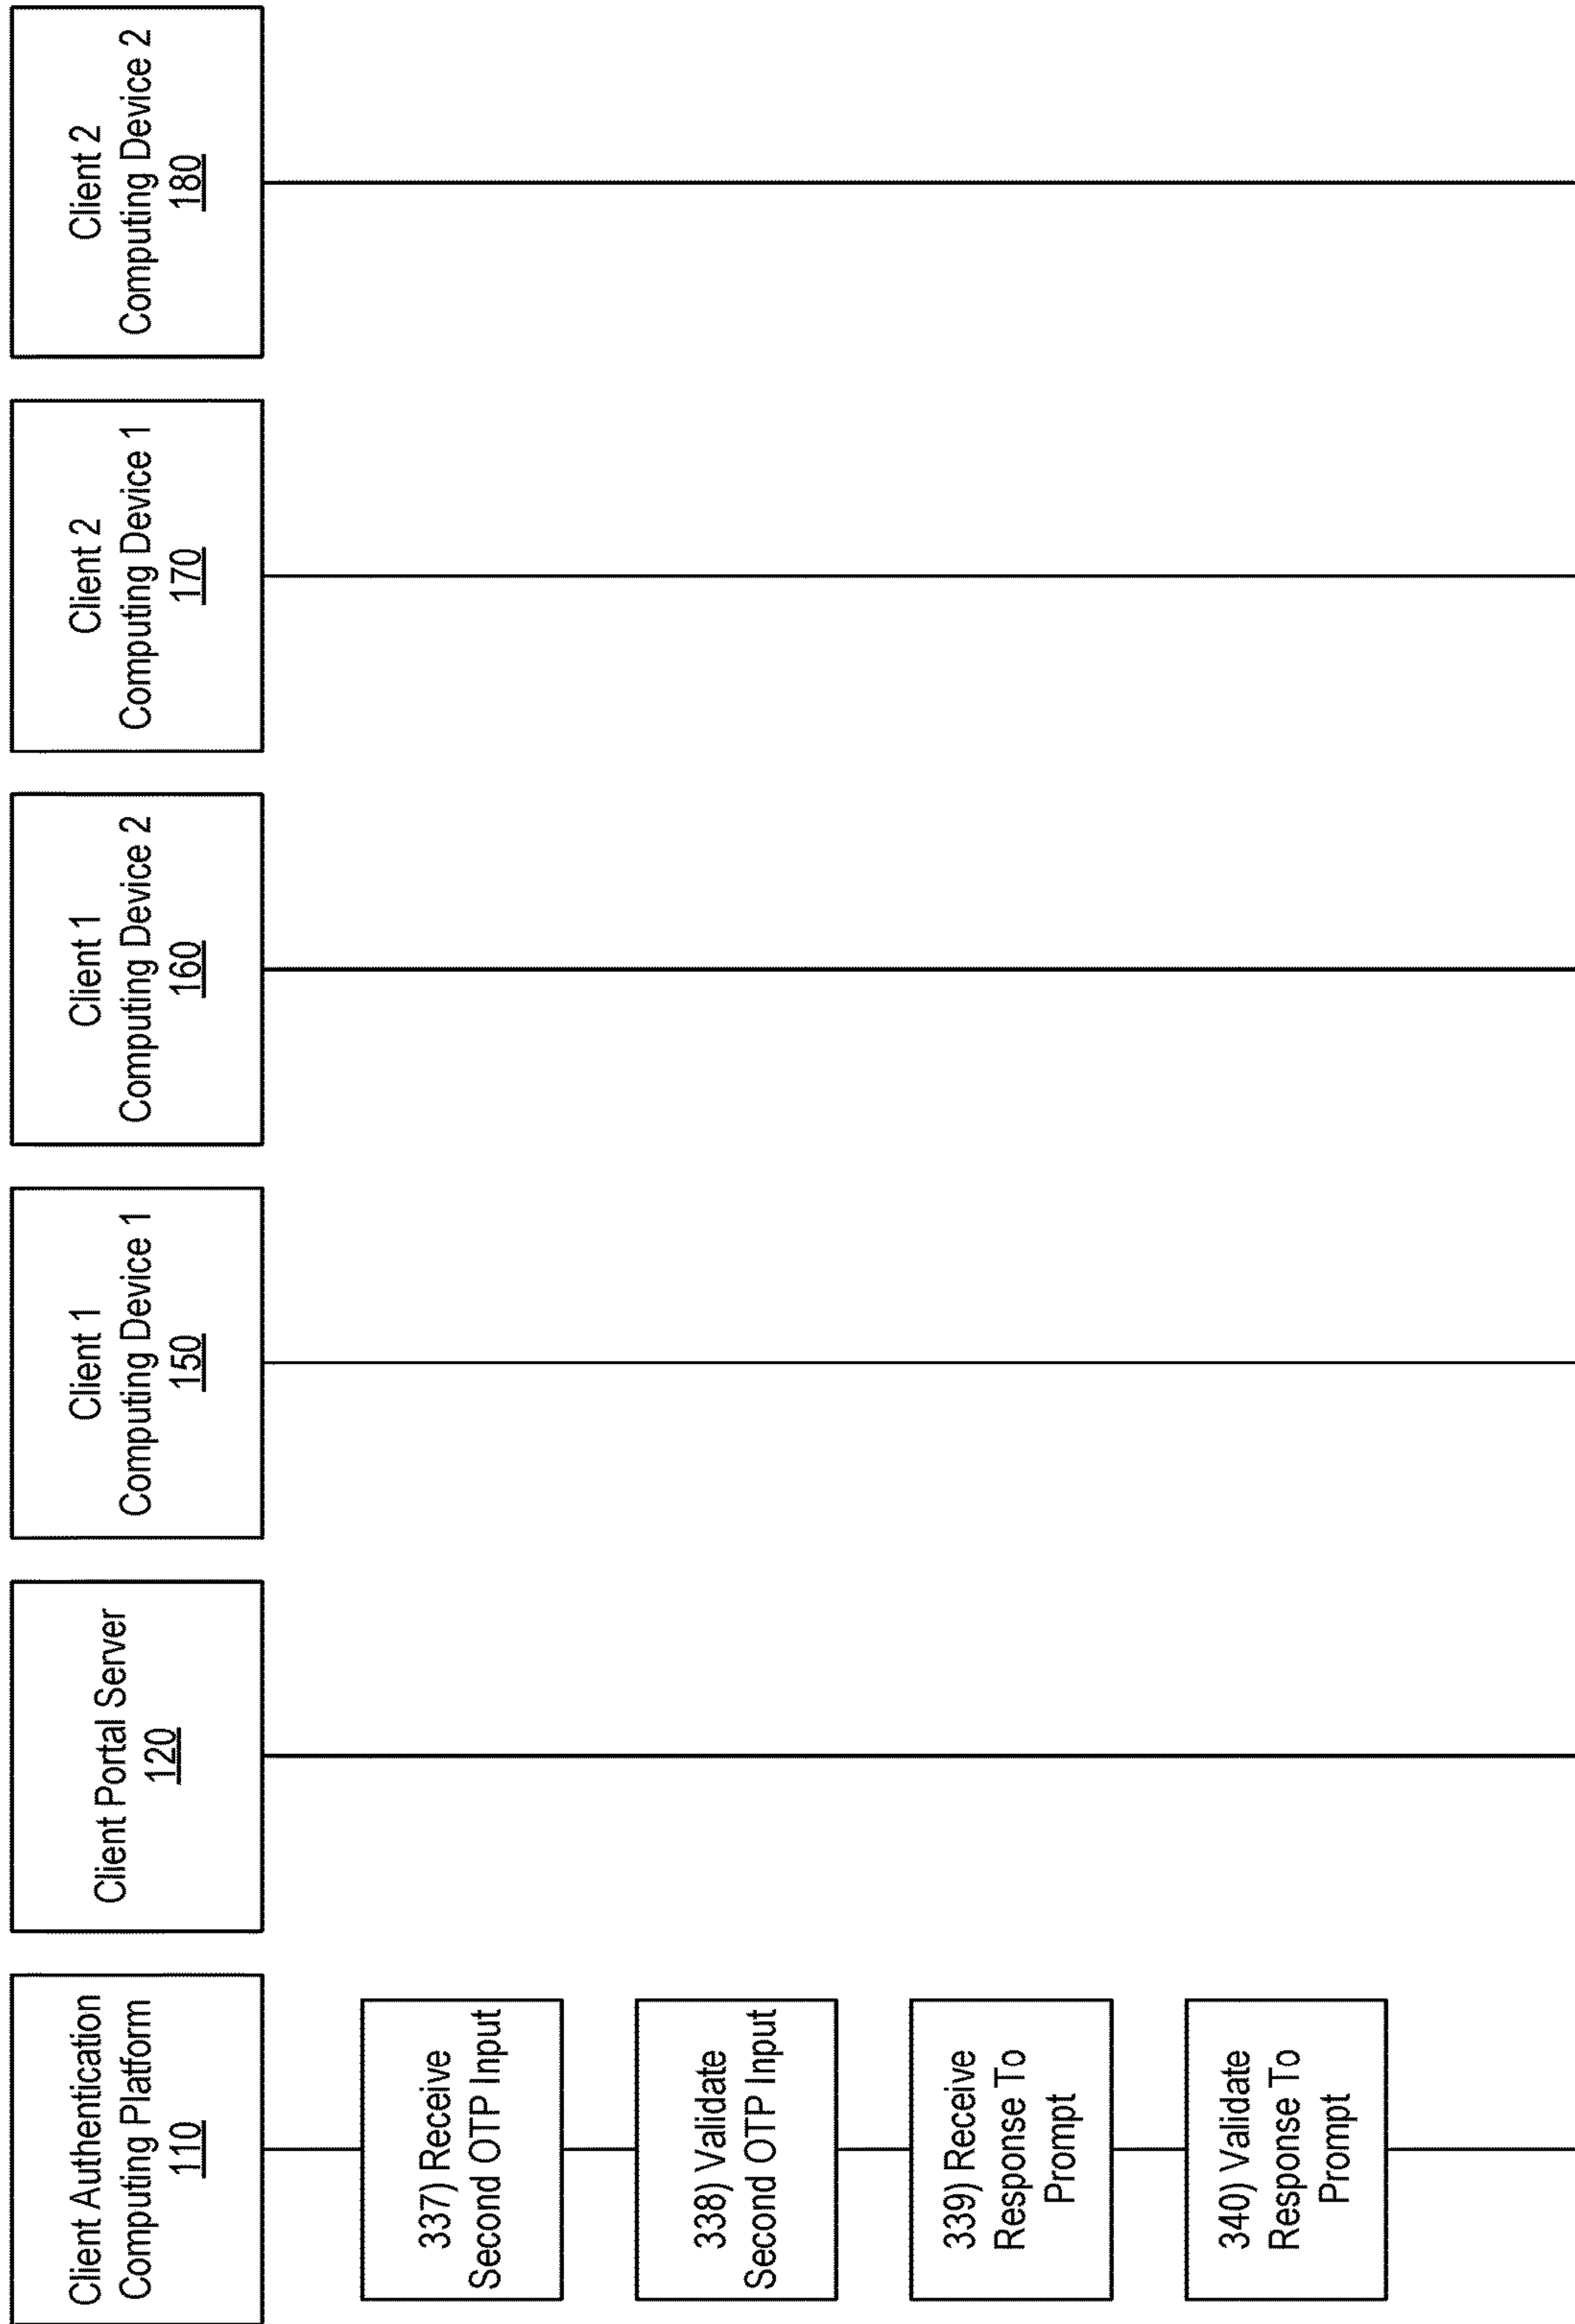 Client Authentication
Computing Platform
110
Client Portal Server
120
Client 1
Computing Device 1
150
Client 1
Computing Device 2
160
Client 2
Computing Device 1
170
Client 2
Computing Device 2
180
337) Receive
Second OTP Input
338) Validate
Second OTP Input
339) Receive
Response To
Prompt
340) Validate
Response To
Prompt